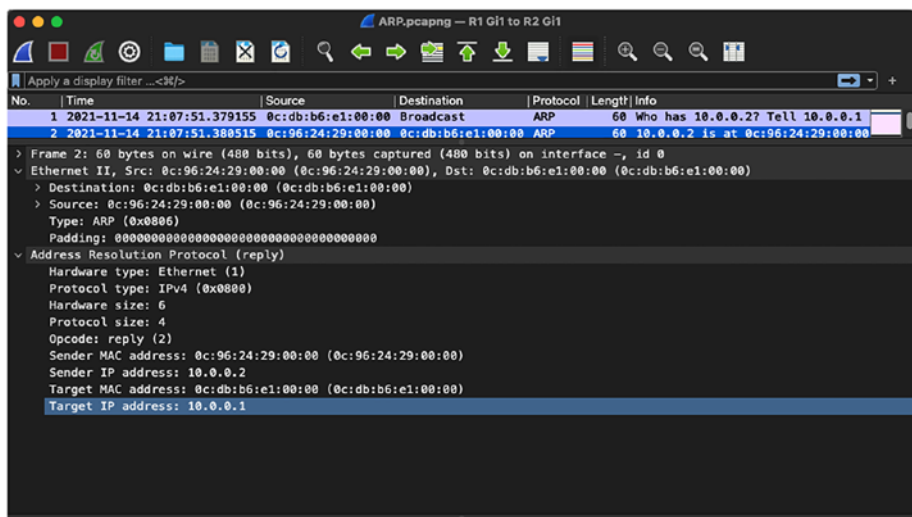 ARP.pcapng — R1 Gi1 to R2 Gi1
Apply a display filter ...<⌘/>
No. Time Source Destination Protocol Length Info
1 2021-11-14 21:07:51.379155 0c:db:b6:e1:00:00 Broadcast ARP 60 Who has 10.0.0.2? Tell 10.0.0.1
2 2021-11-14 21:07:51.380515 0c:96:24:29:00:00 0c:db:b6:e1:00:00 ARP 60 10.0.0.2 is at 0c:96:24:29:00:00
> Frame 2: 60 bytes on wire (480 bits), 60 bytes captured (480 bits) on interface -, id 0
Ethernet II, Src: 0c:96:24:29:00:00 (0c:96:24:29:00:00), Dst: 0c:db:b6:e1:00:00 (0c:db:b6:e1:00:00)
> Destination: 0c:db:b6:e1:00:00 (0c:db:b6:e1:00:00)
> Source: 0c:96:24:29:00:00 (0c:96:24:29:00:00)
Type: ARP (0x0806)
Padding: 000000000000000000000000000000000000
Address Resolution Protocol (reply)
Hardware type: Ethernet (1)
Protocol type: IPv4 (0x0800)
Hardware size: 6
Protocol size: 4
Opcode: reply (2)
Sender MAC address: 0c:96:24:29:00:00 (0c:96:24:29:00:00)
Sender IP address: 10.0.0.2
Target MAC address: 0c:db:b6:e1:00:00 (0c:db:b6:e1:00:00)
Target IP address: 10.0.0.1